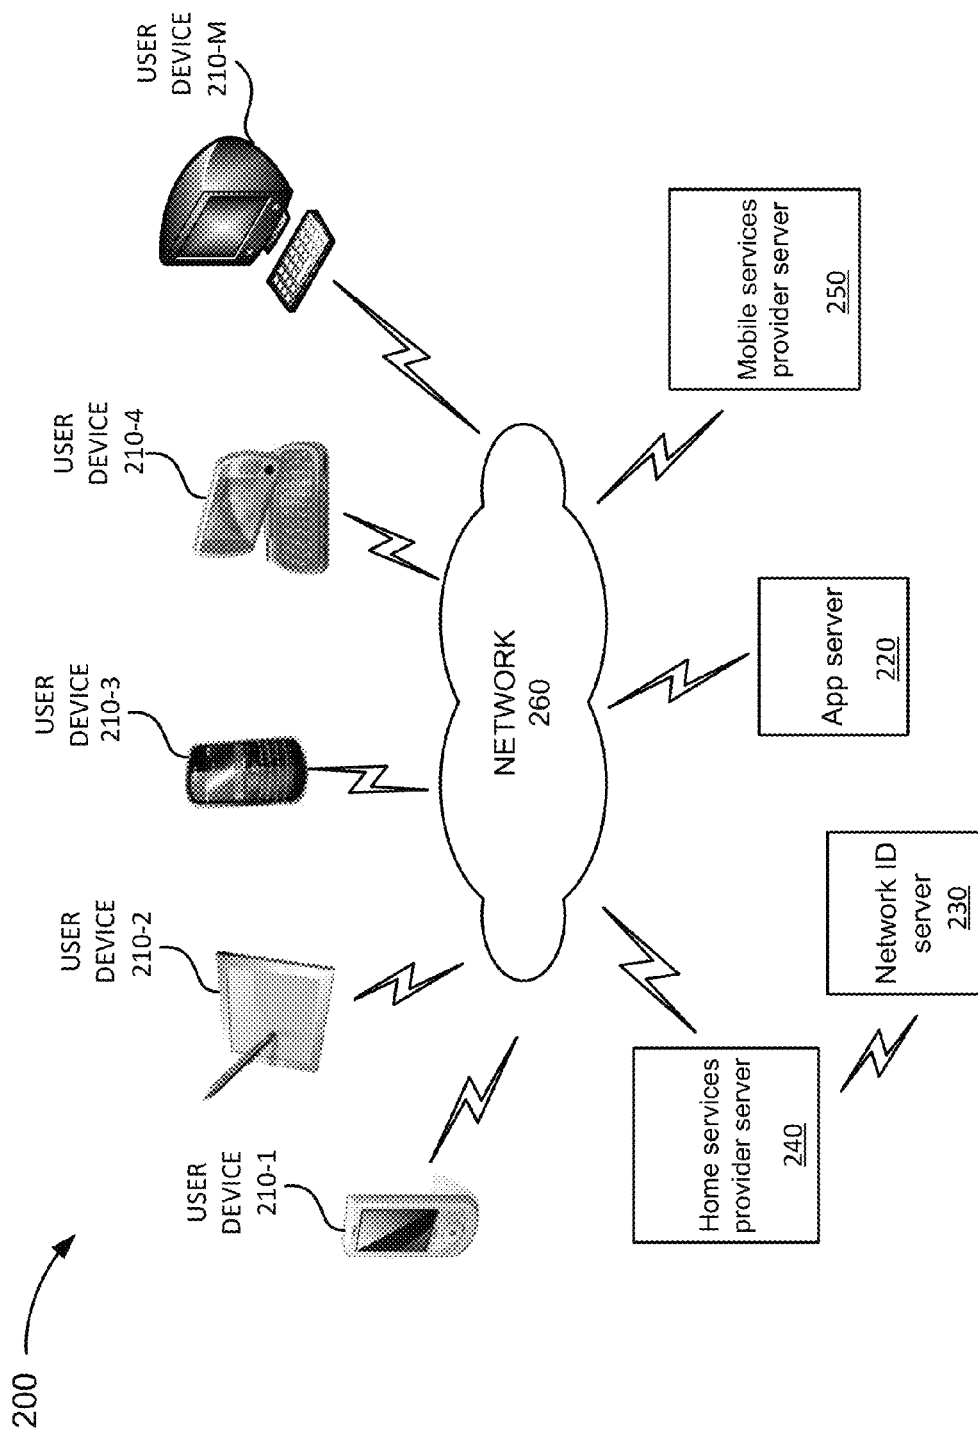 200
USER
DEVICE
210-1
USER
DEVICE
210-2
USER
DEVICE
210-3
USER
DEVICE
210-4
USER
DEVICE
210-M
NETWORK
260
Home services
provider server
240
Network ID
server
230
App server
220
Mobile services
provider server
250